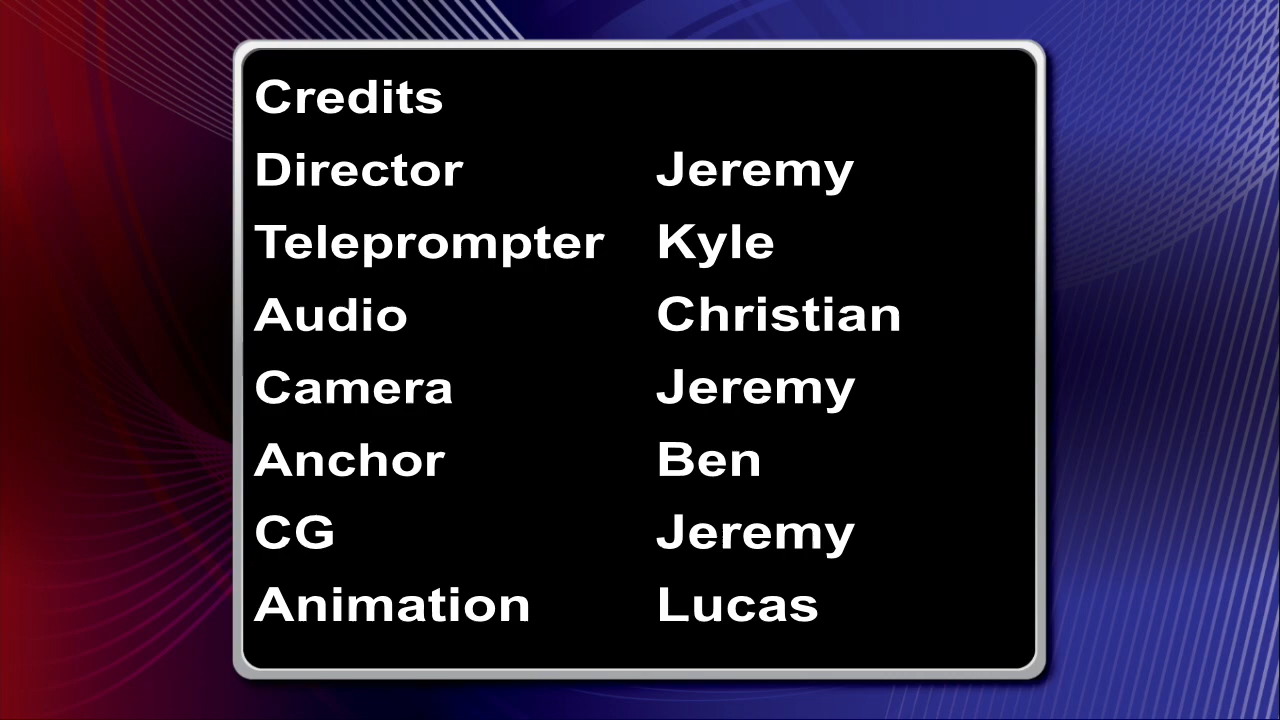 Credits
Director Jeremy
Teleprompter Kyle
Audio Christian
Camera Jeremy
Anchor Ben
CG Jeremy
Animation Lucas